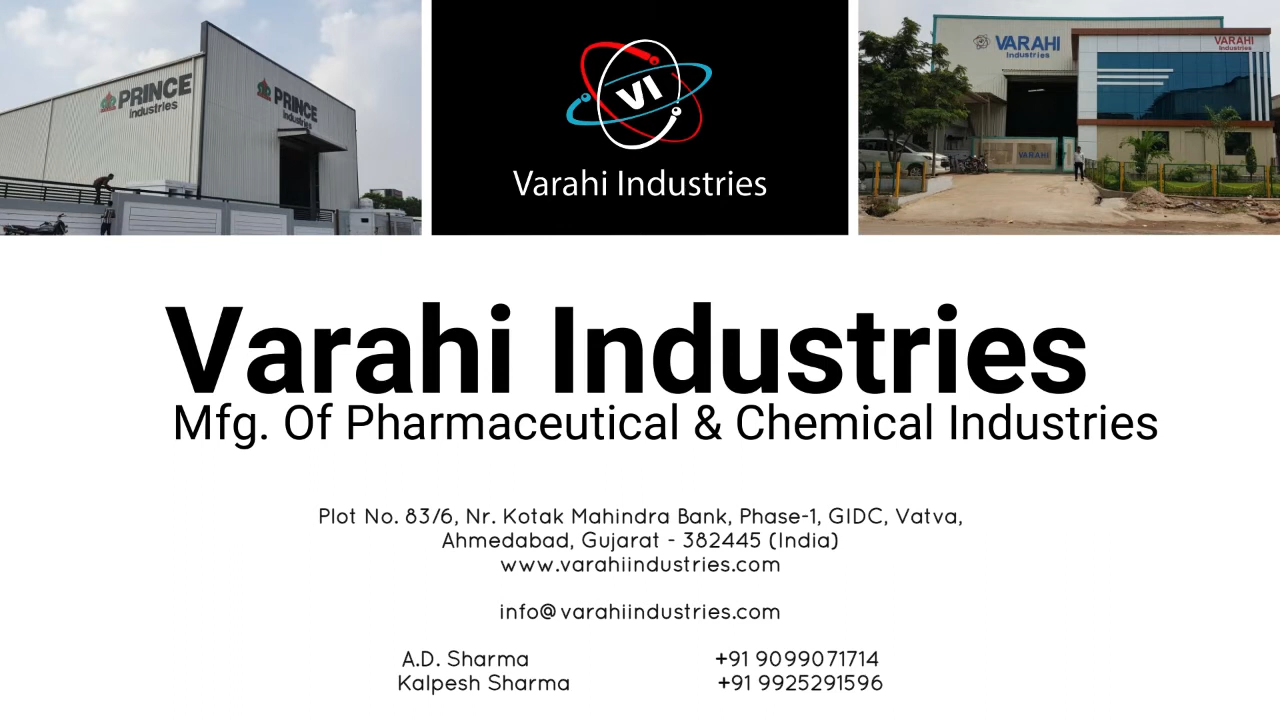 PRINCE
industries
PRINCE
industries
VI
Varahi Industries
VARAHI
Industries
VARAHI
Industries
VARAHI
Varahi Industries
Mfg. Of Pharmaceutical & Chemical Industries
Plot No. 83/6, Nr. Kotak Mahindra Bank, Phase-1, GIDC, Vatva,
Ahmedabad, Gujarat - 382445 (India)
www.varahiindustries.com
info@varahiindustries.com
A.D. Sharma +91 9099071714
Kalpesh Sharma +91 9925291596